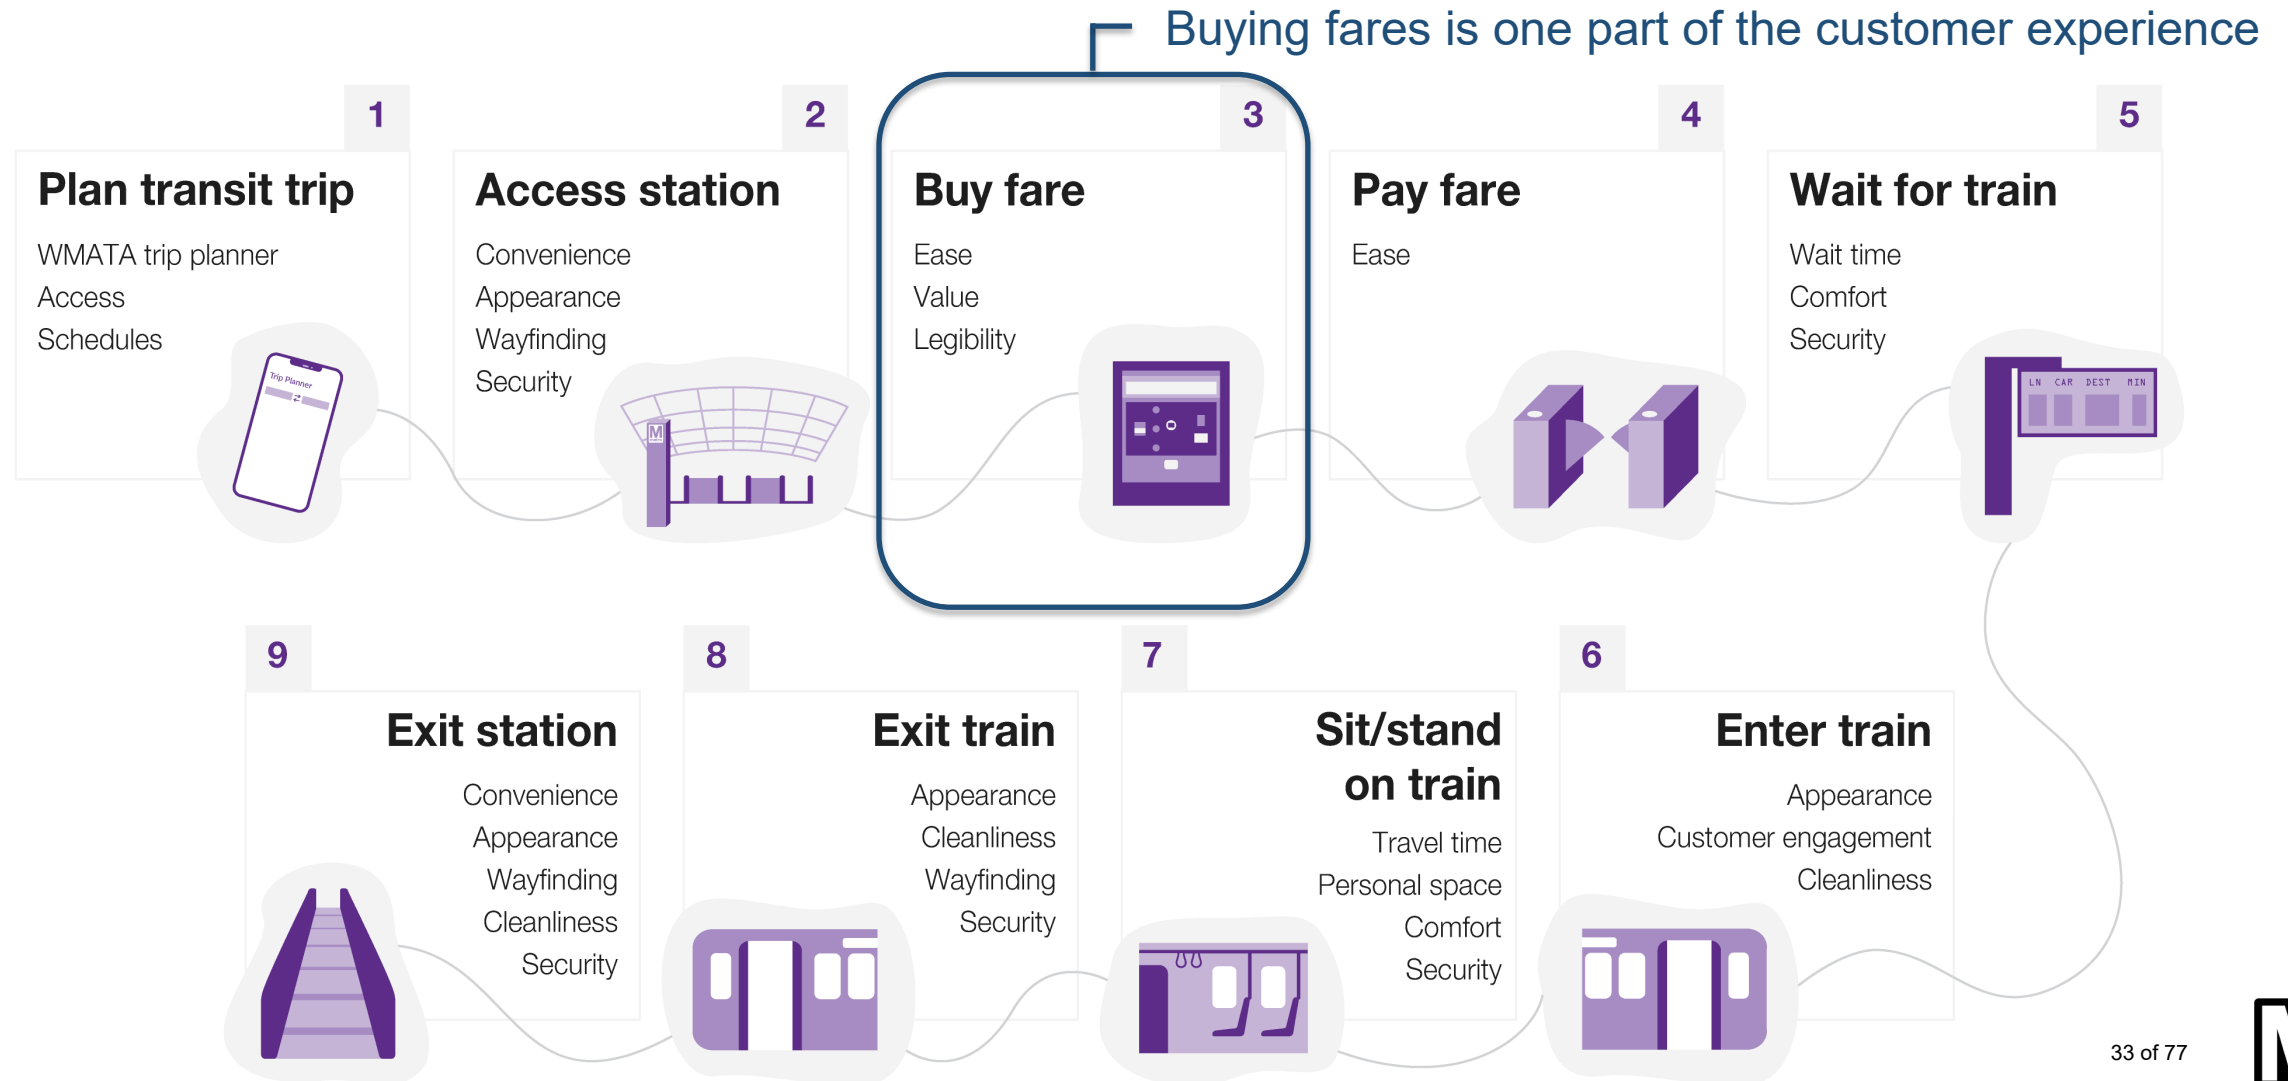 Buying fares is one part of the customer experience
1
Plan transit trip
WMATA trip planner
Access
Schedules
Trip Planner
2
Access station
Convenience
Appearance
Wayfinding
Security
M
3
Buy fare
Ease
Value
Legibility
4
Pay fare
Ease
5
Wait for train
Wait time
Comfort
Security
LN CAR DEST MIN
6
Enter train
Appearance
Customer engagement
Cleanliness
7
Sit/stand
on train
Travel time
Personal space
Comfort
Security
8
Exit train
Appearance
Cleanliness
Wayfinding
Security
9
Exit station
Convenience
Appearance
Wayfinding
Cleanliness
Security
33 of 77